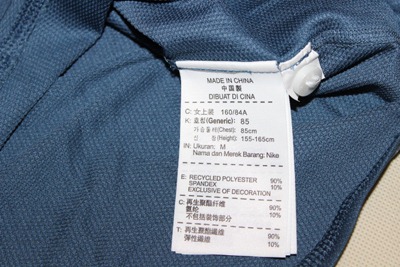 MADE IN CHINA
中國製
DIBUAT DI CINA
C: 女上装 160/84A
K: 호칭(Generic): 85
가슴둘레(Chest): 85cm
신 장(Height): 155-165cm
IN: Ukuran: M
Nama dan Merek Barang: Nike
E: RECYCLED POLYESTER 90%
SPANDEX 10%
EXCLUSIVE OF DECORATION
C: 再生聚酯纤维 90%
氨纶 10%
不包括装饰部分
T: 再生聚酯纖維 90%
彈性纖維 10%